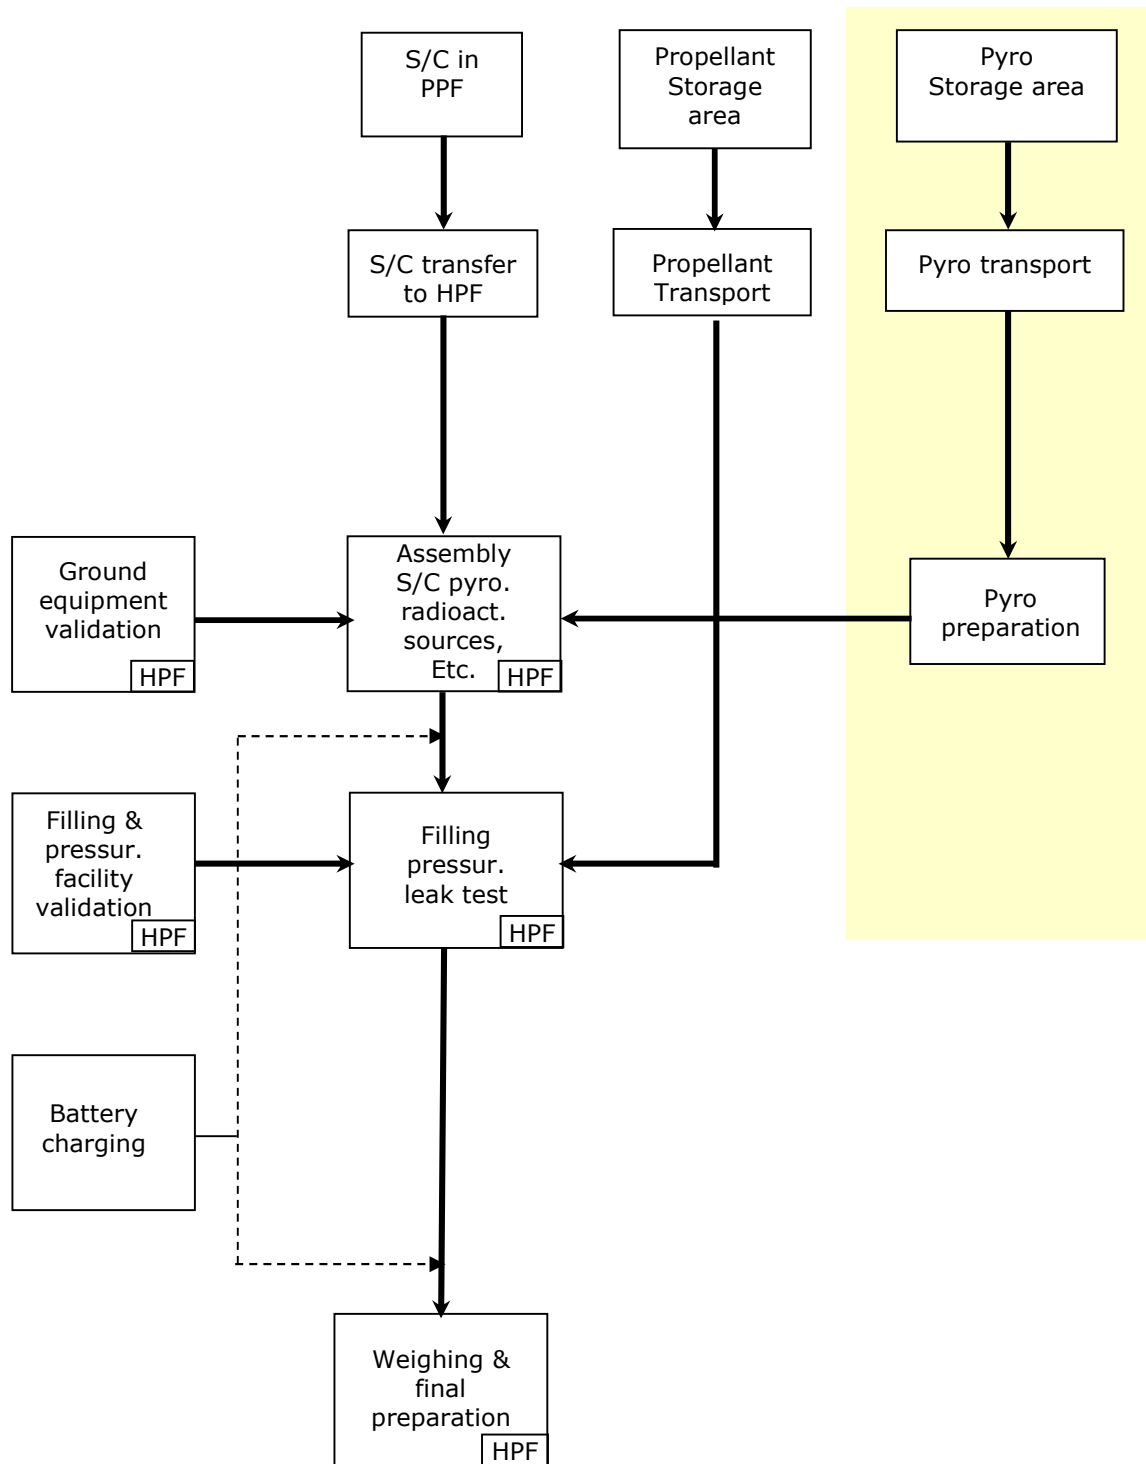 S/C in
PPF
Propellant
Storage
area
Pyro
Storage area
S/C transfer
to HPF
Propellant
Transport
Pyro transport
Ground
equipment
validation
HPF
Assembly
S/C pyro.
radioact.
sources,
Etc.
HPF
Pyro
preparation
Filling &
pressur.
facility
validation
HPF
Filling
pressur.
leak test
HPF
Battery
charging
Weighing &
final
preparation
HPF